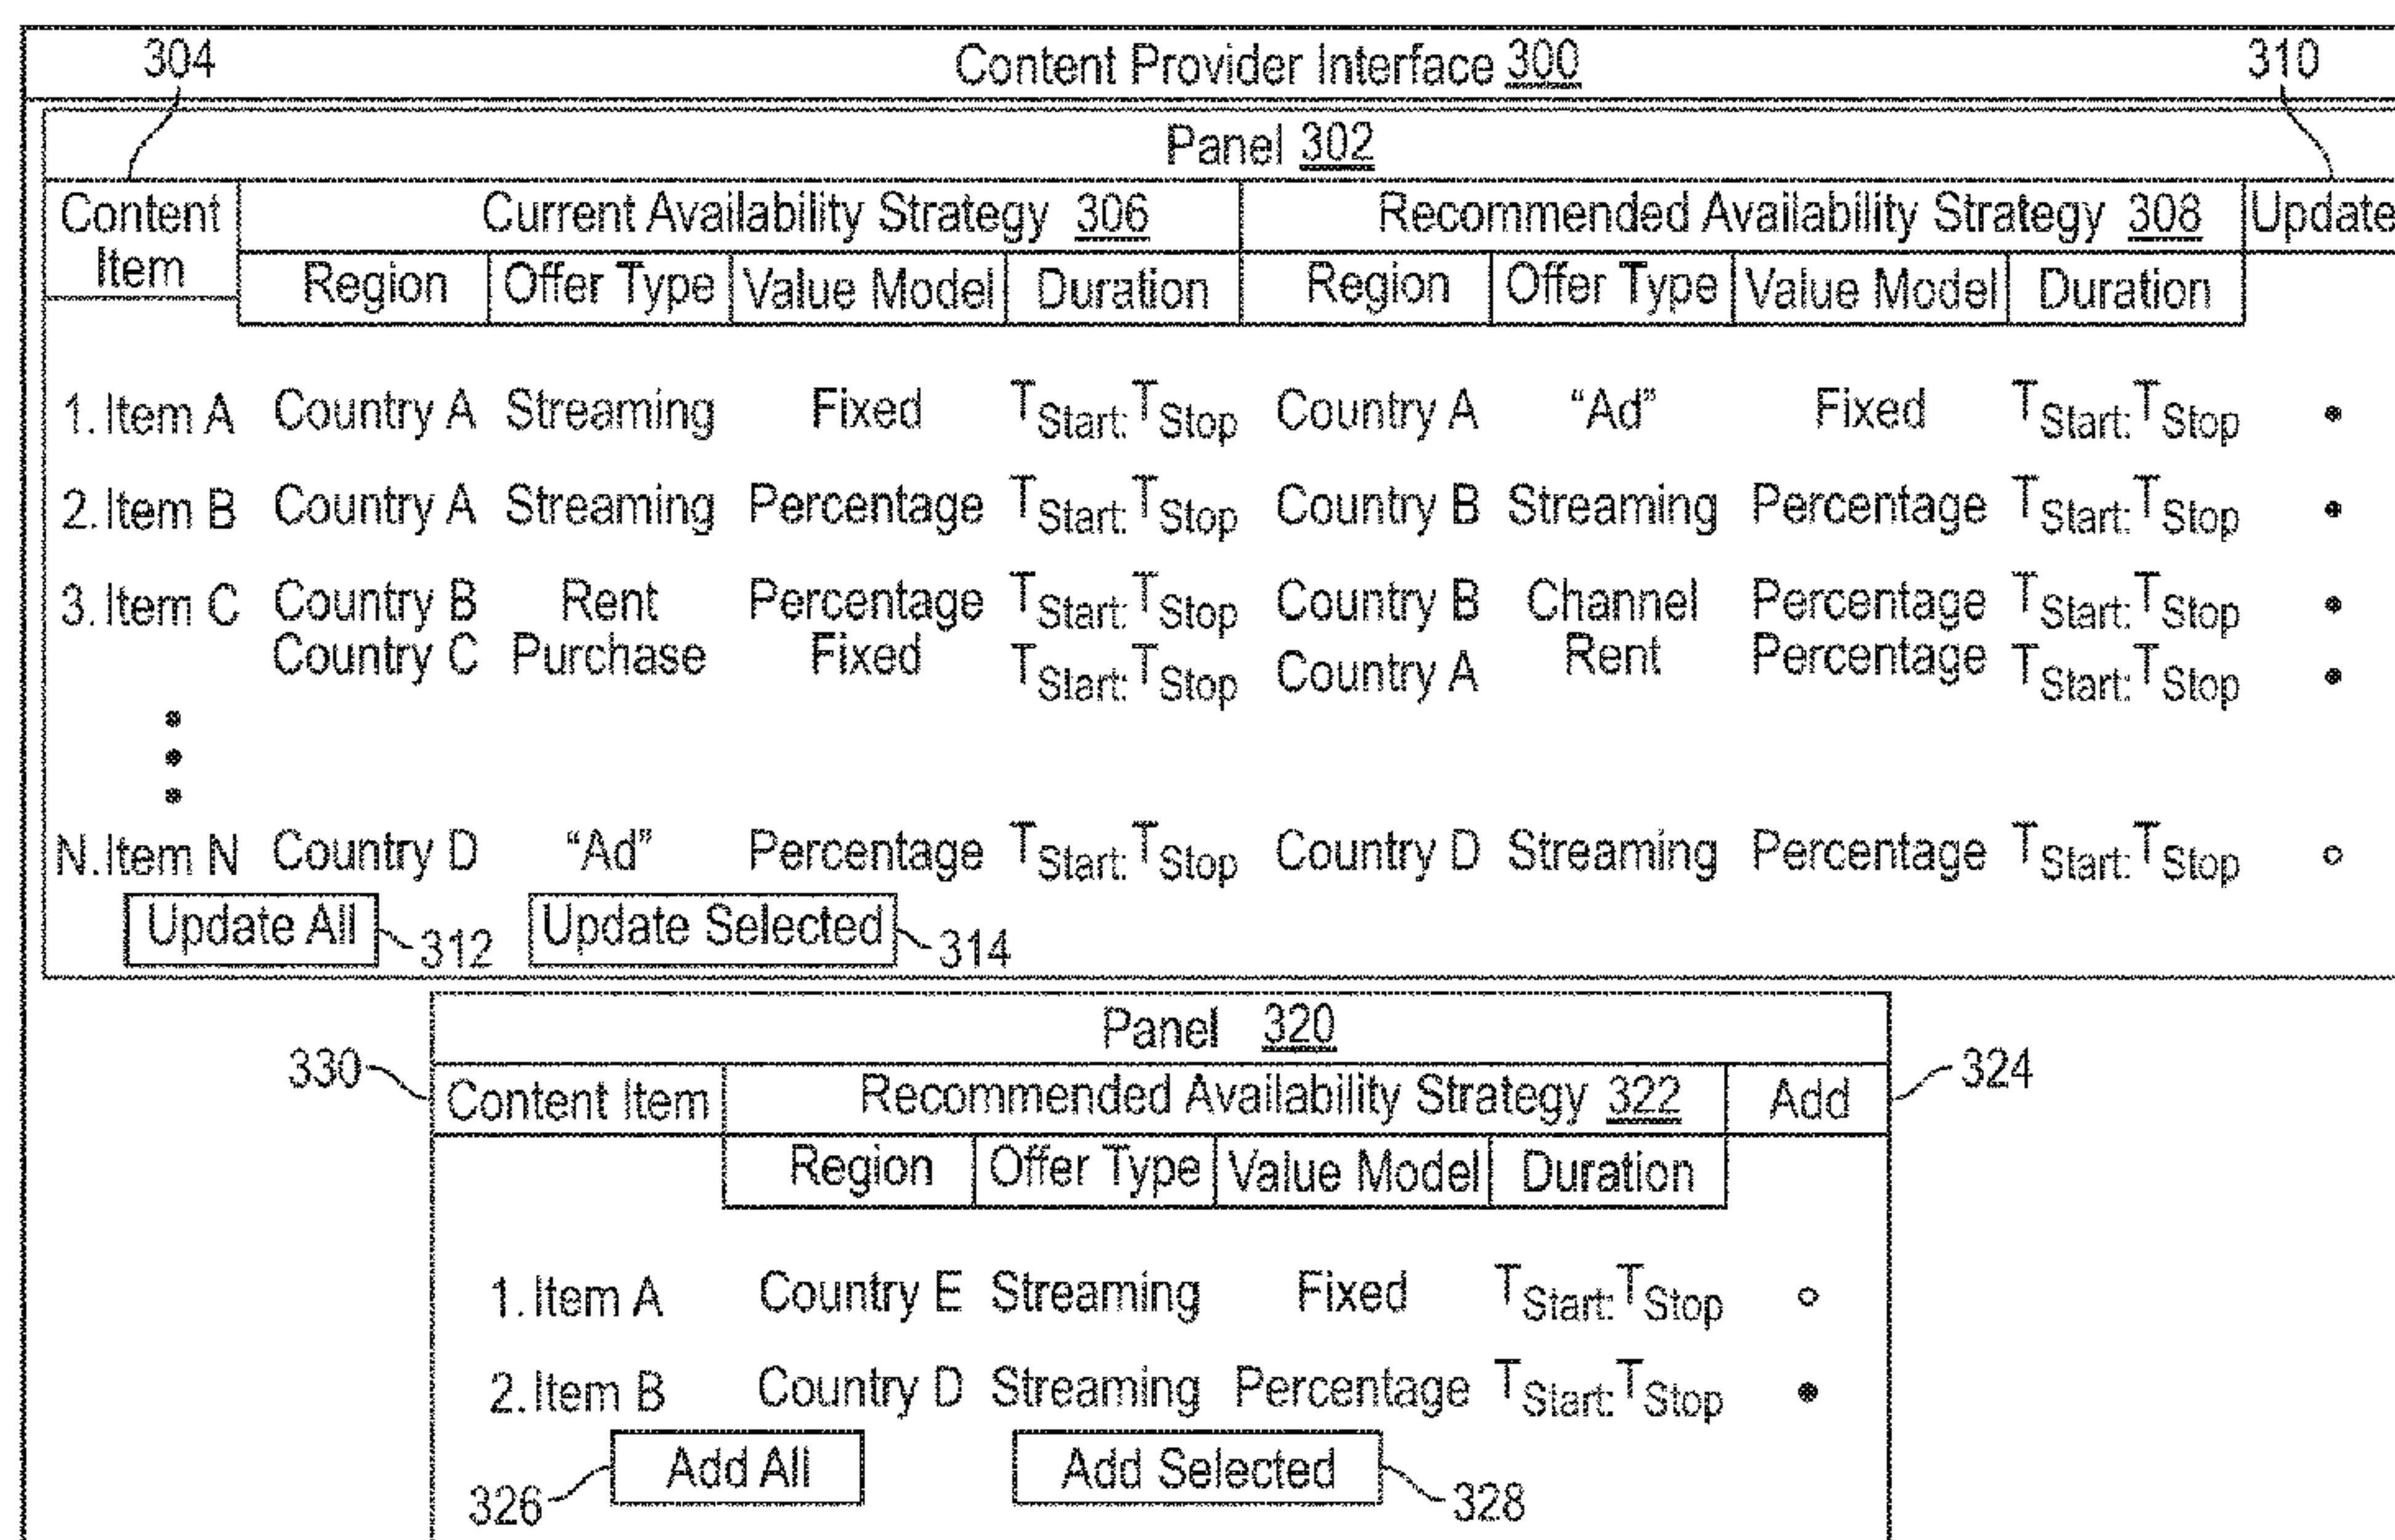 304
Content Provider Interface 300
310
Panel 302
Content Item Current Availability Strategy 306 Recommended Availability Strategy 308 Update
Region Offer Type Value Model Duration Region Offer Type Value Model Duration
1. Item A Country A Streaming Fixed TStart:TStop Country A “Ad” Fixed TStart:TStop
2. Item B Country A Streaming Percentage TStart:TStop Country B Streaming Percentage TStart:TStop
3. Item C Country B Rent Percentage TStart:TStop Country B Channel Percentage TStart:TStop
Country C Purchase Fixed TStart:TStop Country A Rent Percentage TStart:TStop
N. Item N Country D “Ad” Percentage TStart:TStop Country D Streaming Percentage TStart:TStop
Update All 312 Update Selected 314
Panel 320
330 Content Item Recommended Availability Strategy 322 Add 324
Region Offer Type Value Model Duration
1. Item A Country E Streaming Fixed TStart:TStop
2. Item B Country D Streaming Percentage TStart:TStop
Add All Add Selected
326 328